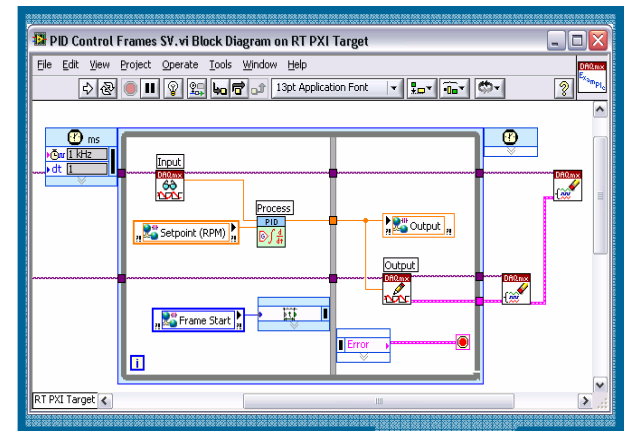 PID Control Frames SV.vi Block Diagram on RT PXI Target
File Edit View Project Operate Tools Window Help
13pt Application Font
DAQmx
Example
ms
1 kHz
dt 1
Input
DAQmx
DAQmx
Process
PID
Setpoint (RPM)
Output
Output
DAQmx
DAQmx
Frame Start
Error
i
RT PXI Target